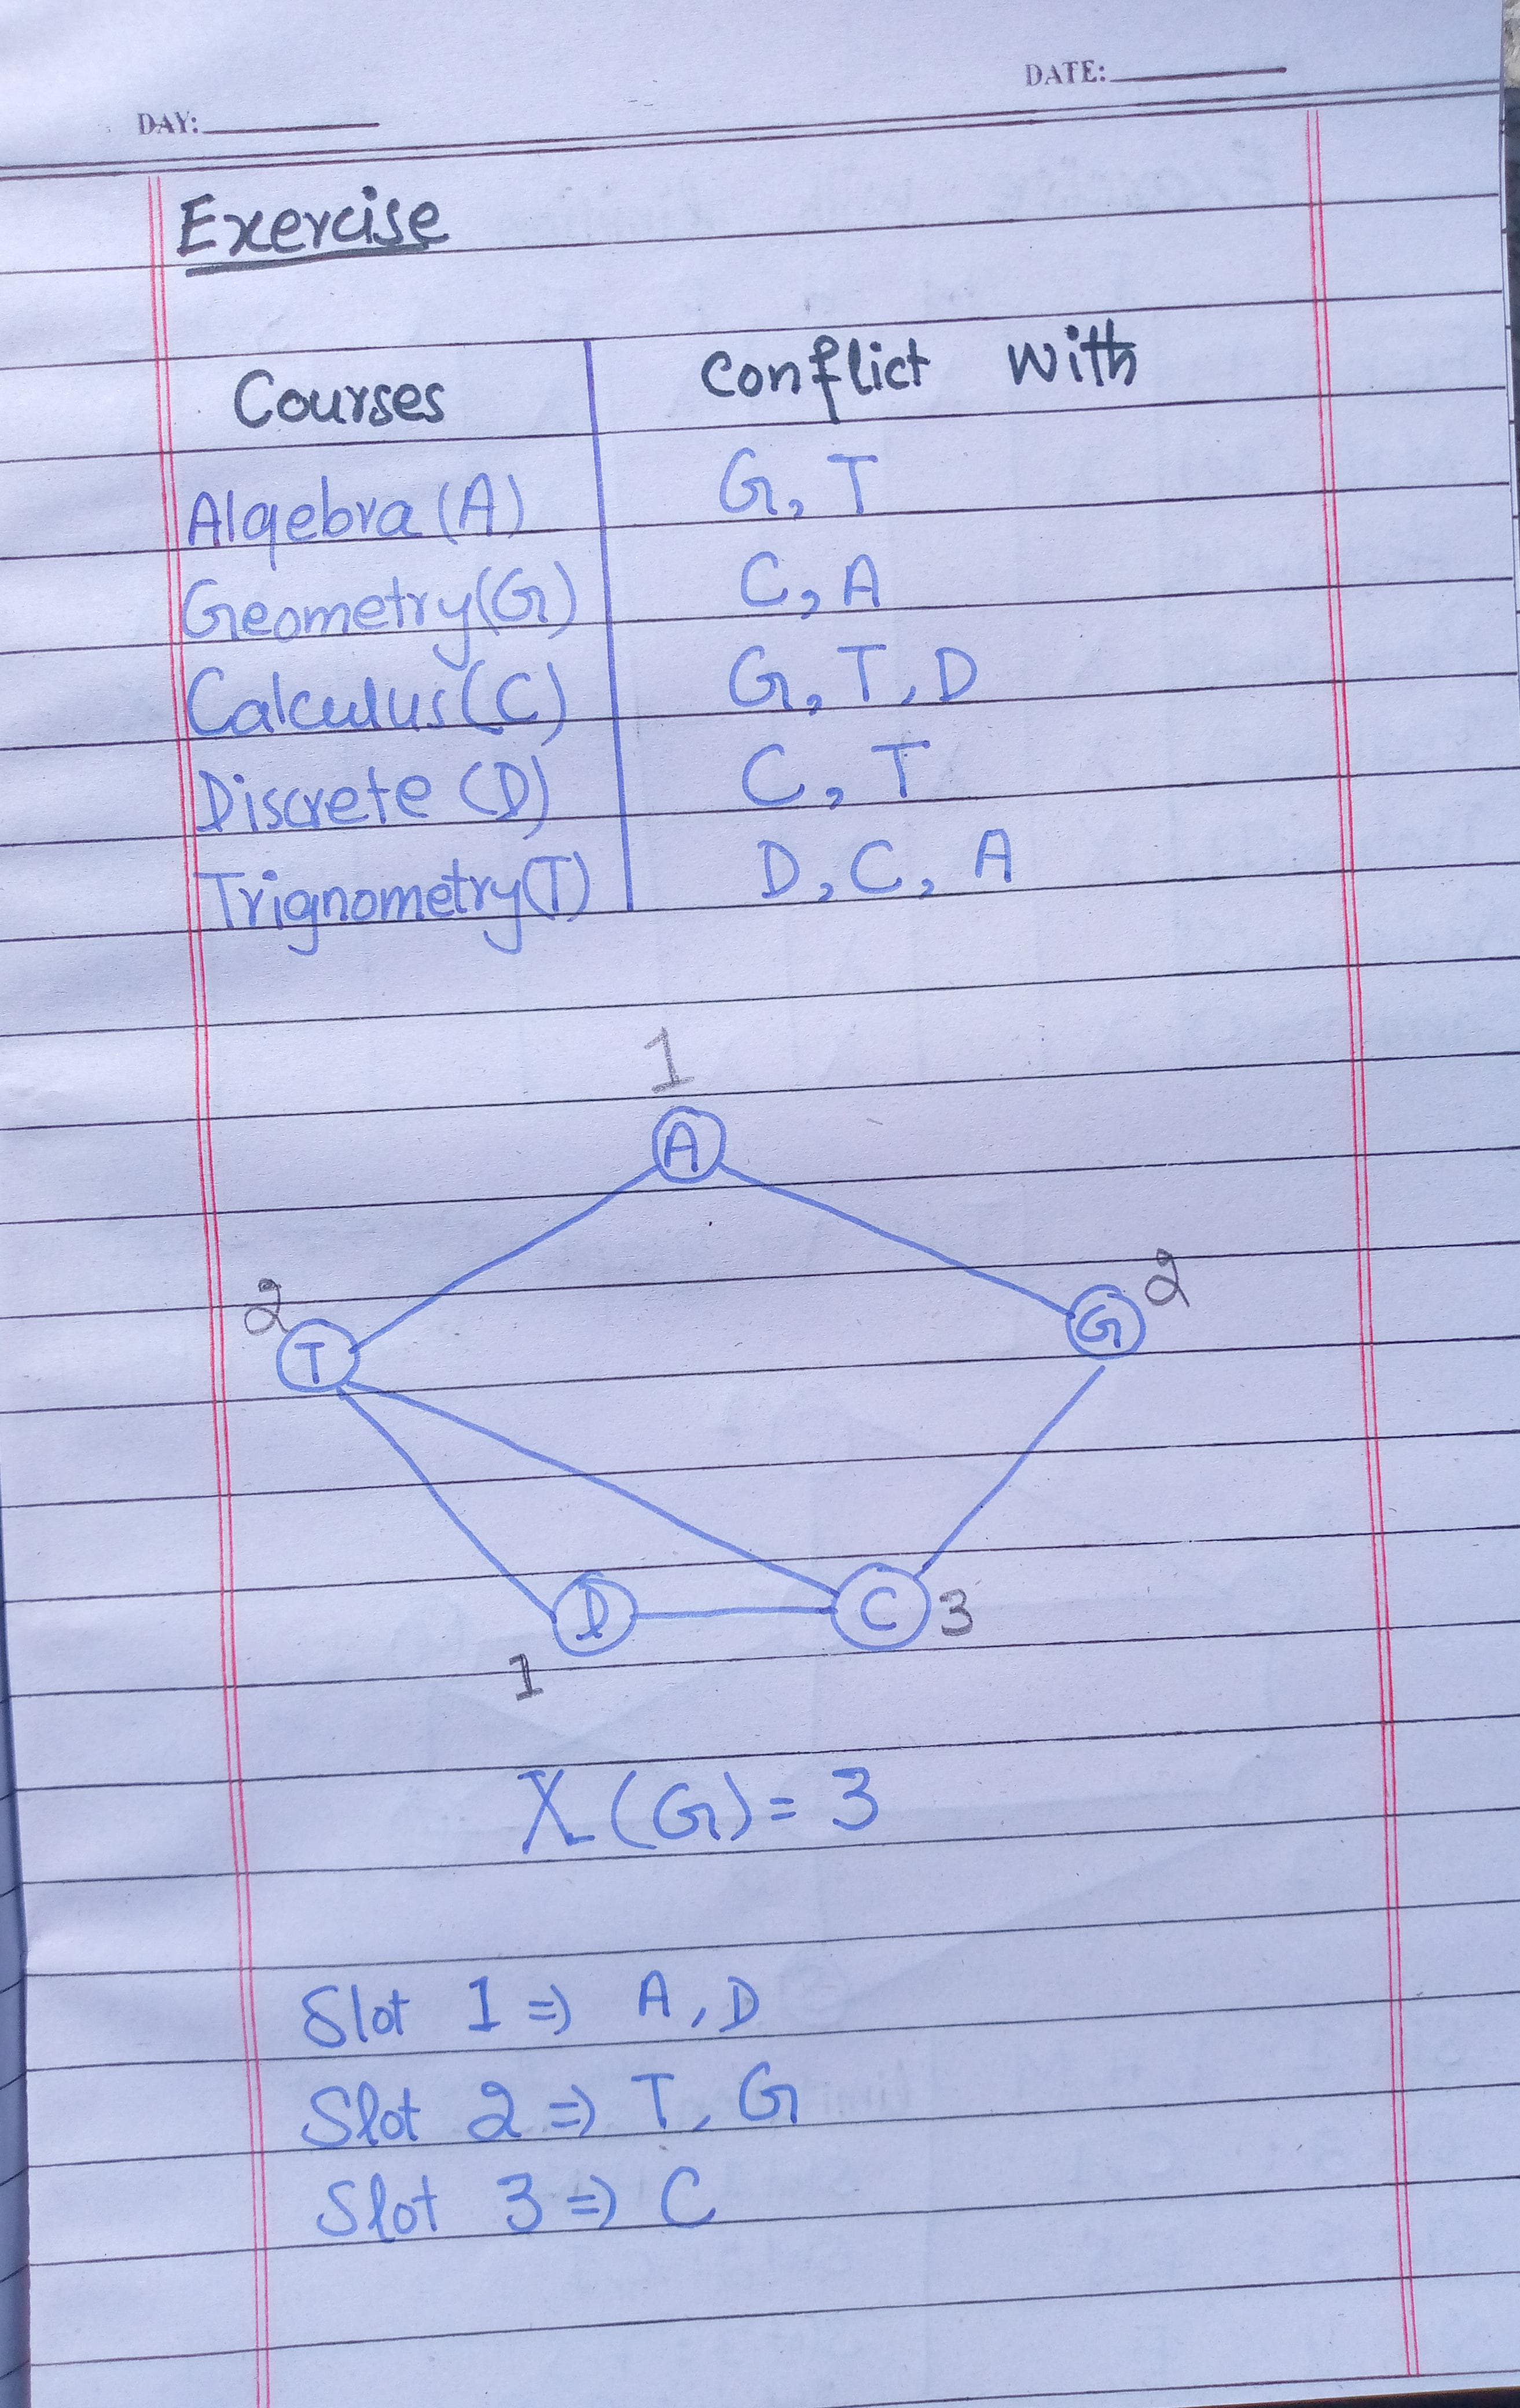 DATE:
DAY:
Exercise
Courses Conflict with
Algebra (A) G, T
Geometry (G) C, A
Calculus (C) G, T, D
Discrete (D) C, T
Trignometry (T) D, C, A
1
A
2
2
T
G
D
C
3
1
χ(G) = 3
Slot 1 => A, D
Slot 2 => T, G
Slot 3 => C